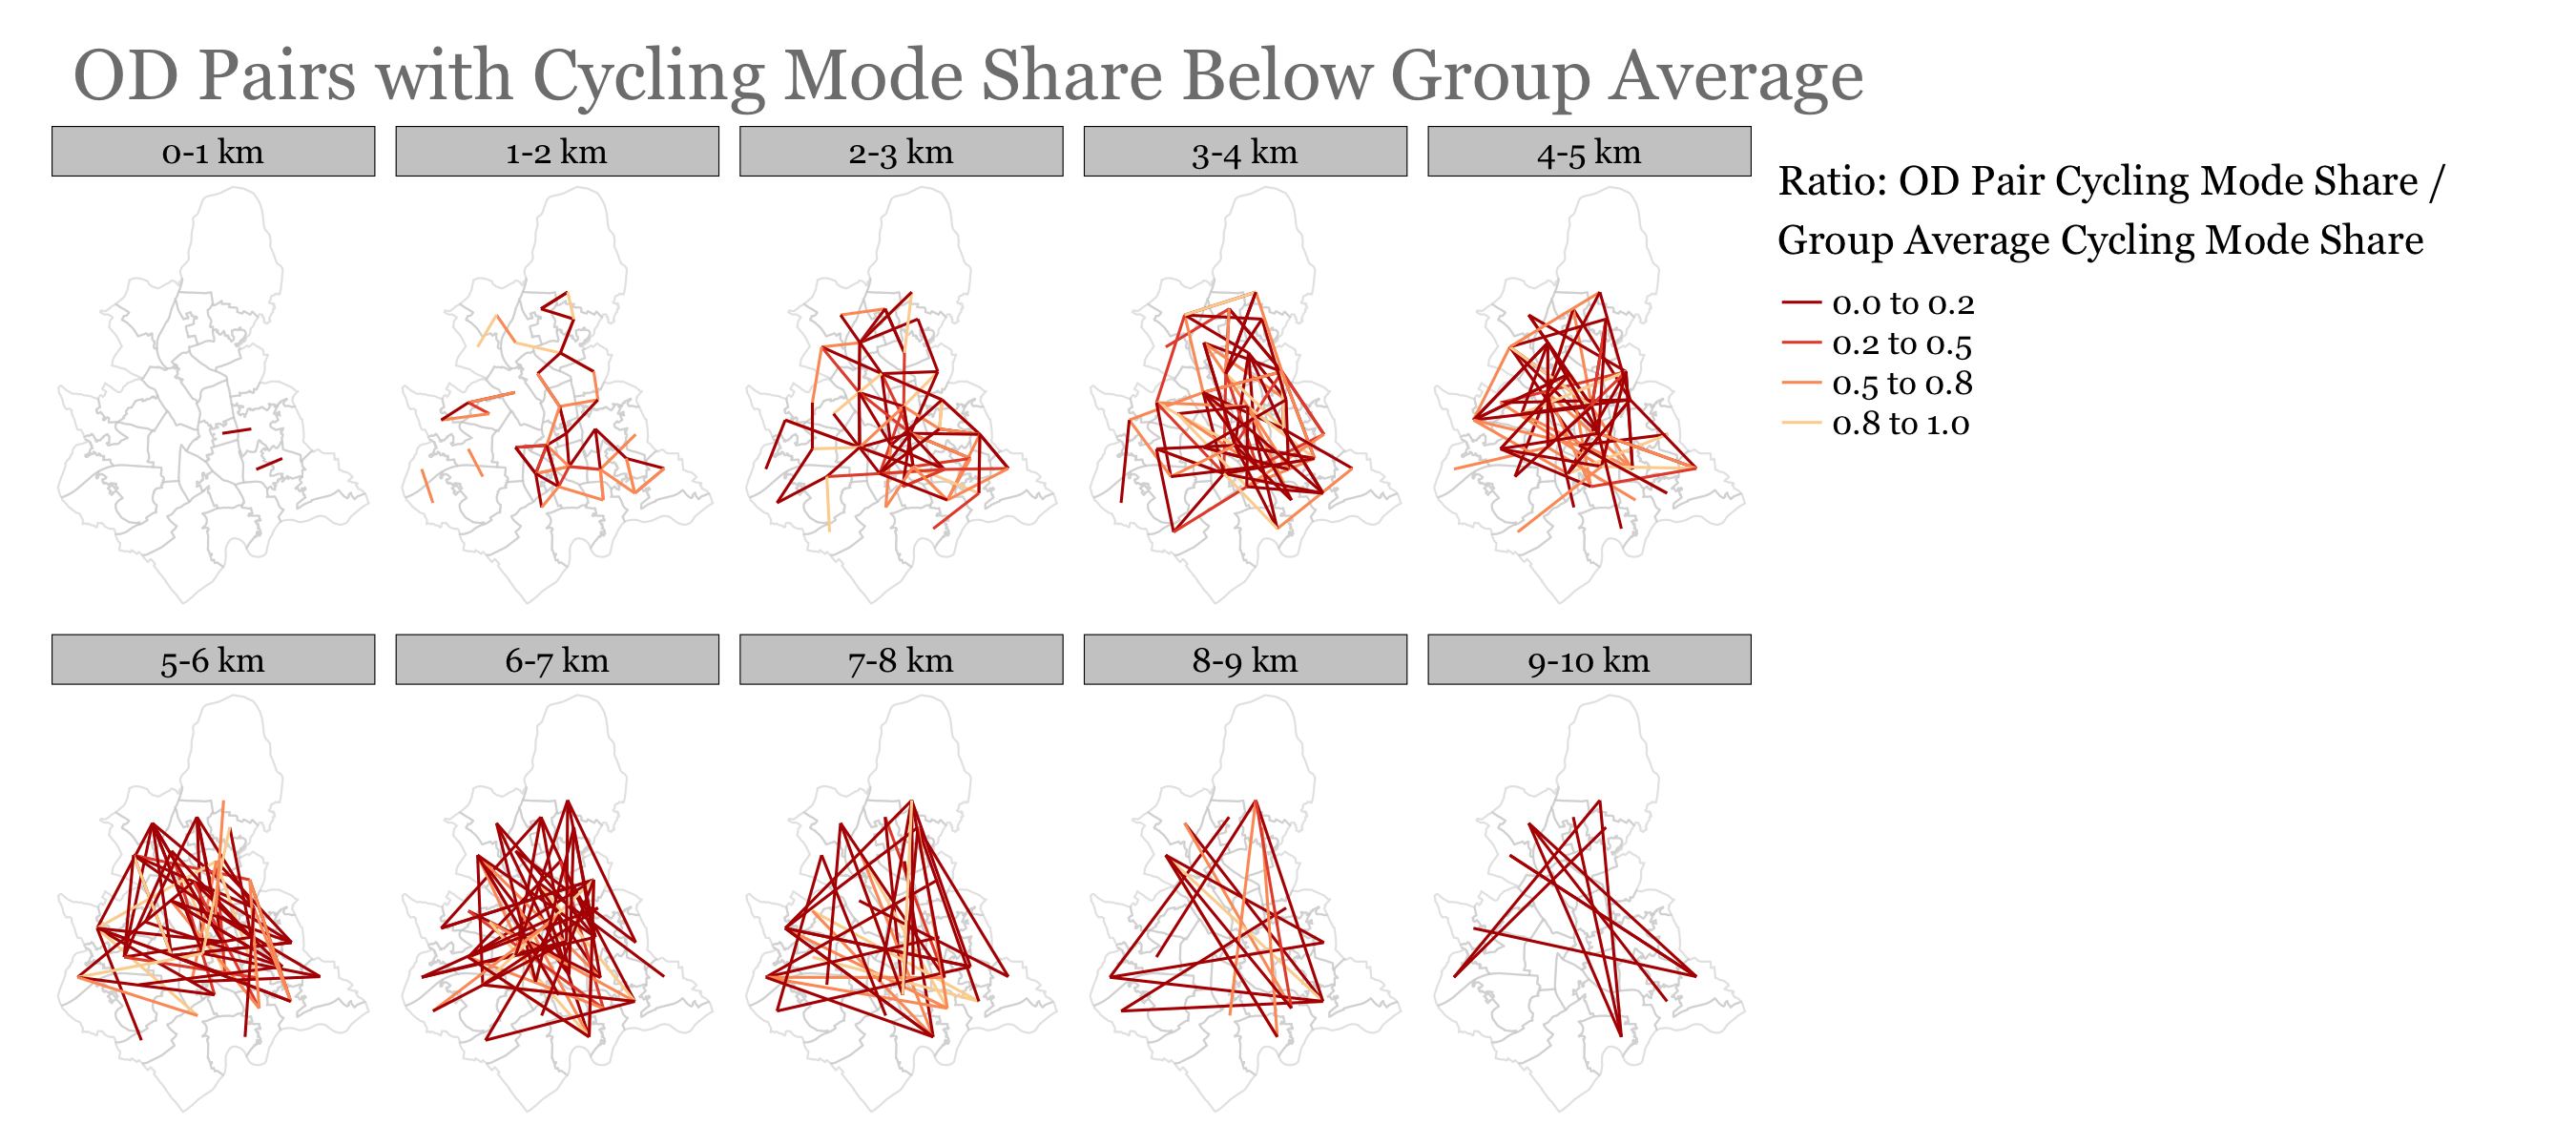 OD Pairs with Cycling Mode Share Below Group Average
0-1 km
1-2 km
2-3 km
3-4 km
4-5 km
Ratio: OD Pair Cycling Mode Share /
Group Average Cycling Mode Share
0.0 to 0.2
0.2 to 0.5
0.5 to 0.8
0.8 to 1.0
5-6 km
6-7 km
7-8 km
8-9 km
9-10 km